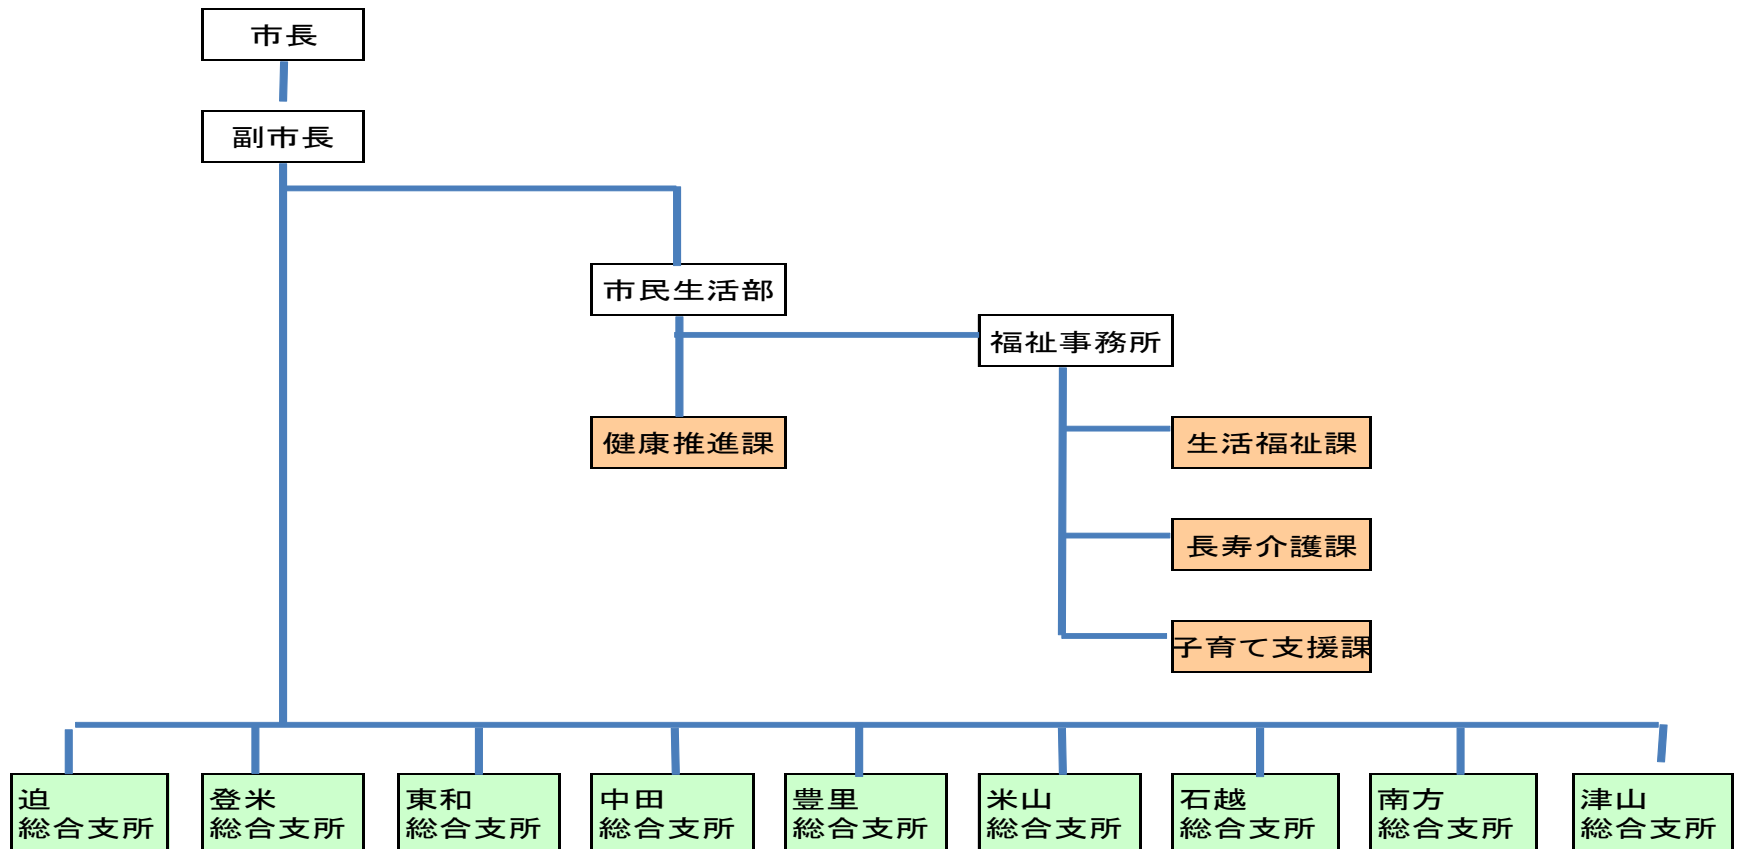 市長
副市長
市民生活部
福祉事務所
健康推進課
生活福祉課
長寿介護課
子育て支援課
迫
総合支所
登米
総合支所
東和
総合支所
中田
総合支所
豊里
総合支所
米山
総合支所
石越
総合支所
南方
総合支所
津山
総合支所